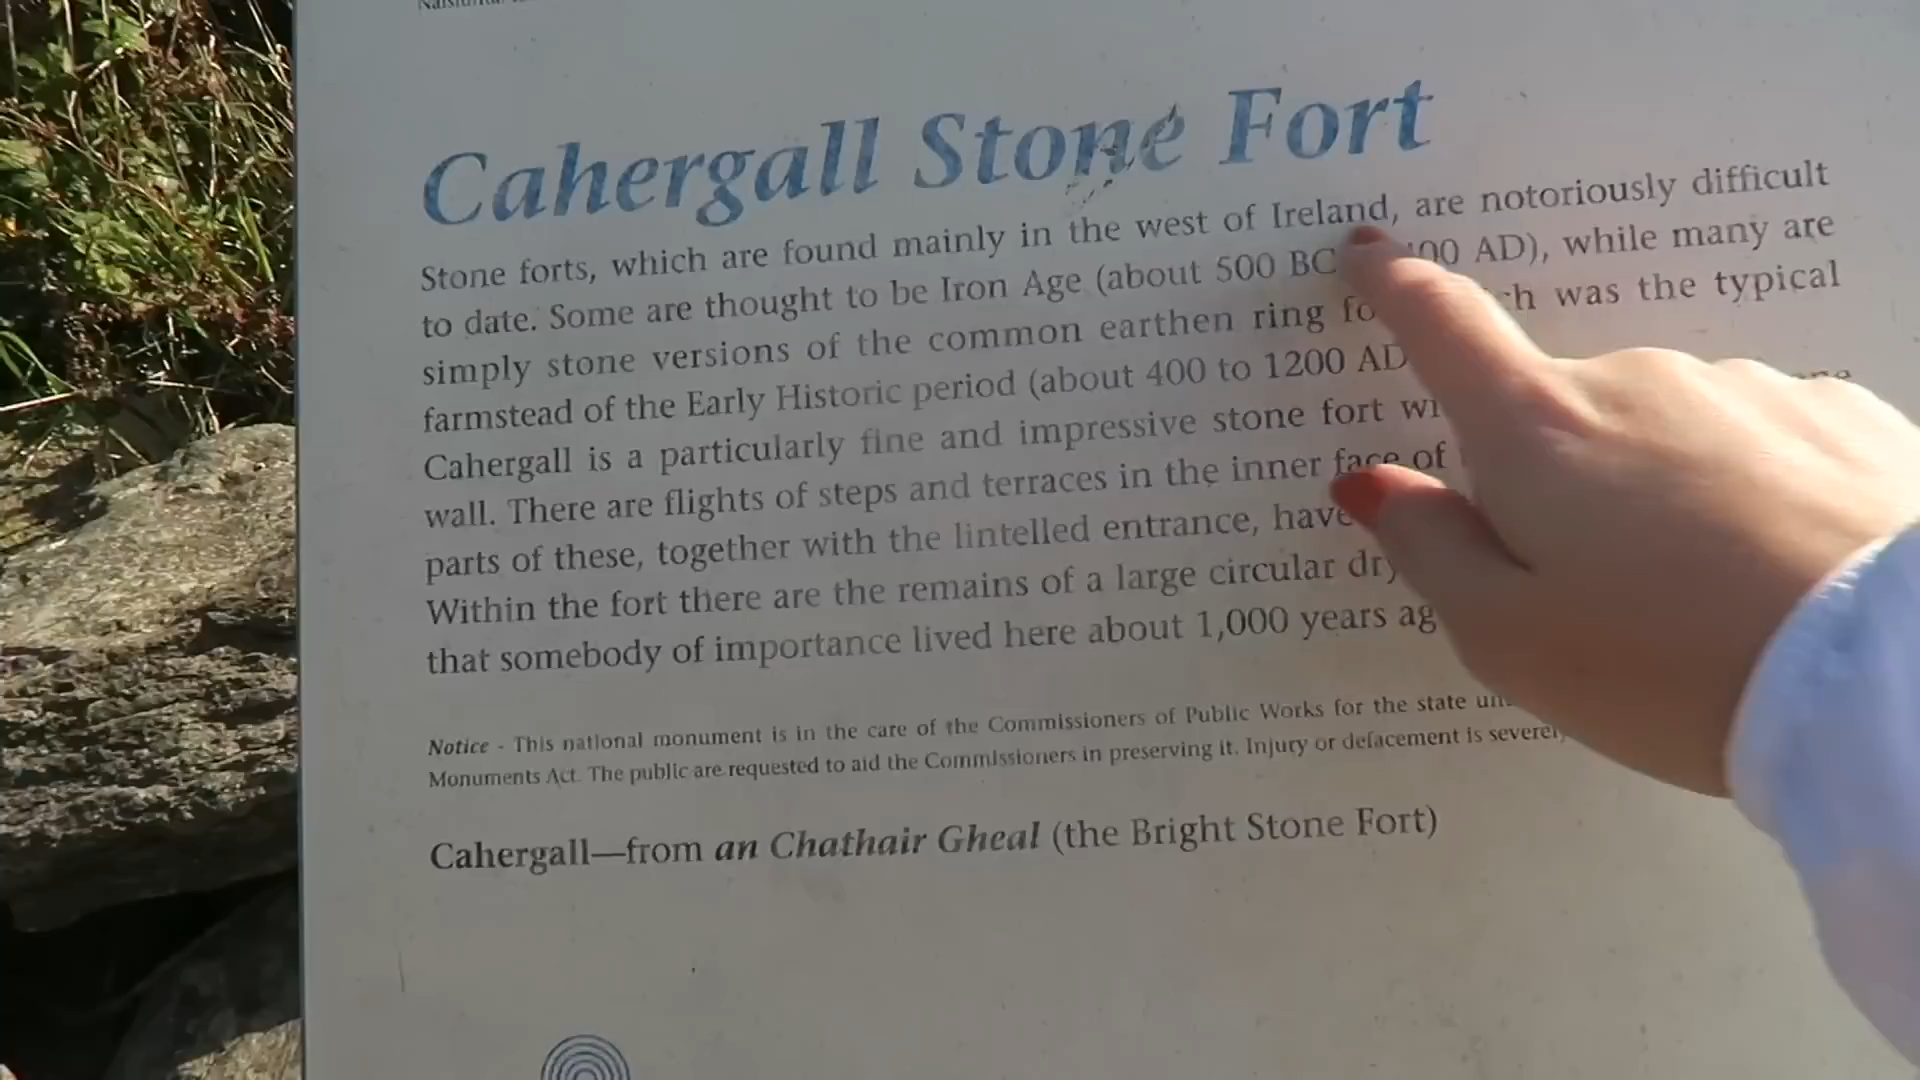 Cahergall Stone Fort
Stone forts, which are found mainly in the west of Ireland, are notoriously difficult
to date. Some are thought to be Iron Age (about 500 BC 400 AD), while many are
simply stone versions of the common earthen ring which was the typical
farmstead of the Early Historic period (about 400 to 1200 AD
Cahergall is a particularly fine and impressive stone fort
wall. There are flights of steps and terraces in the inner face of
parts of these, together with the lintelled entrance, have
Within the fort there are the remains of a large circular
that somebody of importance lived here about 1,000 years
Notice - This national monument is in the care of the Commissioners of Public Works for the state
Monuments Act. The public are requested to aid the Commissioners in preserving it. Injury or defacement is severely
Cahergall—from an Chathair Gheal (the Bright Stone Fort)